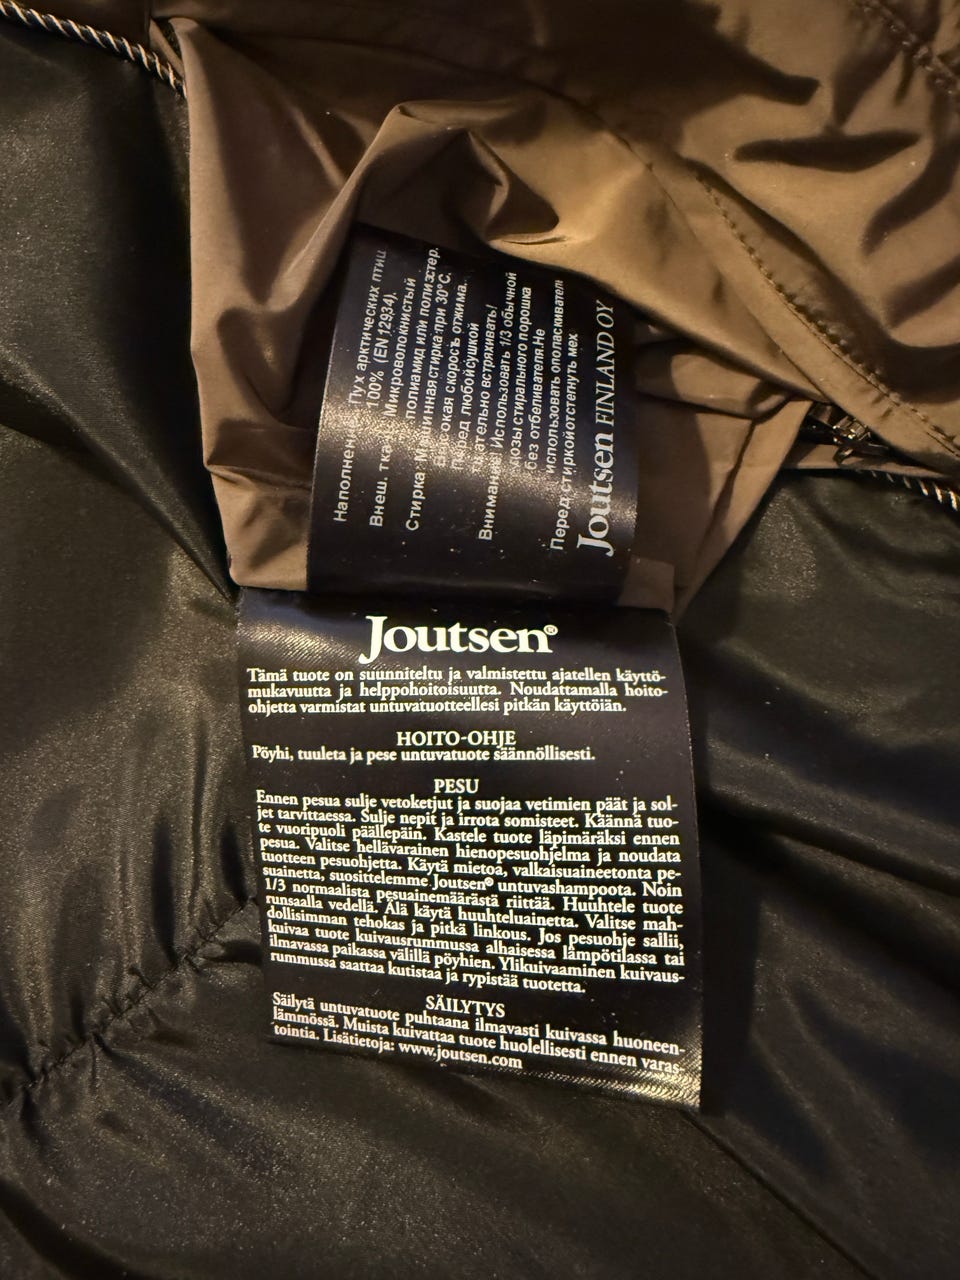 Наполнение: Пух арктических птиц
100% (EN 12934),
Внеш. ткань: Микроволокнистый
полиамид или полиэстер.
Стирка Машинная стирка при 30°C.
высокая скорость отжима.
перед любой сушкой
тщательно встряхивать!
Внимание! Использовать 1/3 обычной
дозы стирального порошка
без отбеливателя.Не
использовать ополаскиватель
Перед стиркой отстегнуть мех
Joutsen FINLAND OY
Joutsen®
Tämä tuote on suunniteltu ja valmistettu ajatellen käyttö-
mukavuutta ja helppohoitoisuutta. Noudattamalla hoito-
ohjetta varmistat untuvatuotteellesi pitkän käyttöiän.
HOITO-OHJE
Pöyhi, tuuleta ja pese untuvatuote säännöllisesti.
PESU
Ennen pesua sulje vetoketjut ja suojaa vetimien päät ja sol-
jet tarvittaessa. Sulje nepit ja irrota somisteet. Käännä tuo-
te vuoripuoli päällepäin. Kastele tuote läpimäräksi ennen
pesua. Valitse hellävarainen hienopesuohjelma ja noudata
tuotteen pesuohjetta. Käytä mietoa, valkaisuaineetonta pe-
suainetta, suosittelemme Joutsen® untuvashampoota. Noin
1/3 normaalista pesuainemäärästä riittää. Huuhtele tuote
runsaalla vedellä. Älä käytä huuhteluainetta. Valitse mah-
dollisimman tehokas ja pitkä linkous. Jos pesuohje sallii,
kuivaa tuote kuivausrummussa alhaisessa lämpötilassa tai
ilmavassa paikassa välillä pöyhien. Ylikuivaaminen kuivaus-
rummussa saattaa kutistaa ja rypistää tuotetta.
SÄILYTYS
Säilytä untuvatuote puhtaana ilmavasti kuivassa huoneen-
lämmössä. Muista kuivattaa tuote huolellisesti ennen varas-
tointia. Lisätietoja: www.joutsen.com